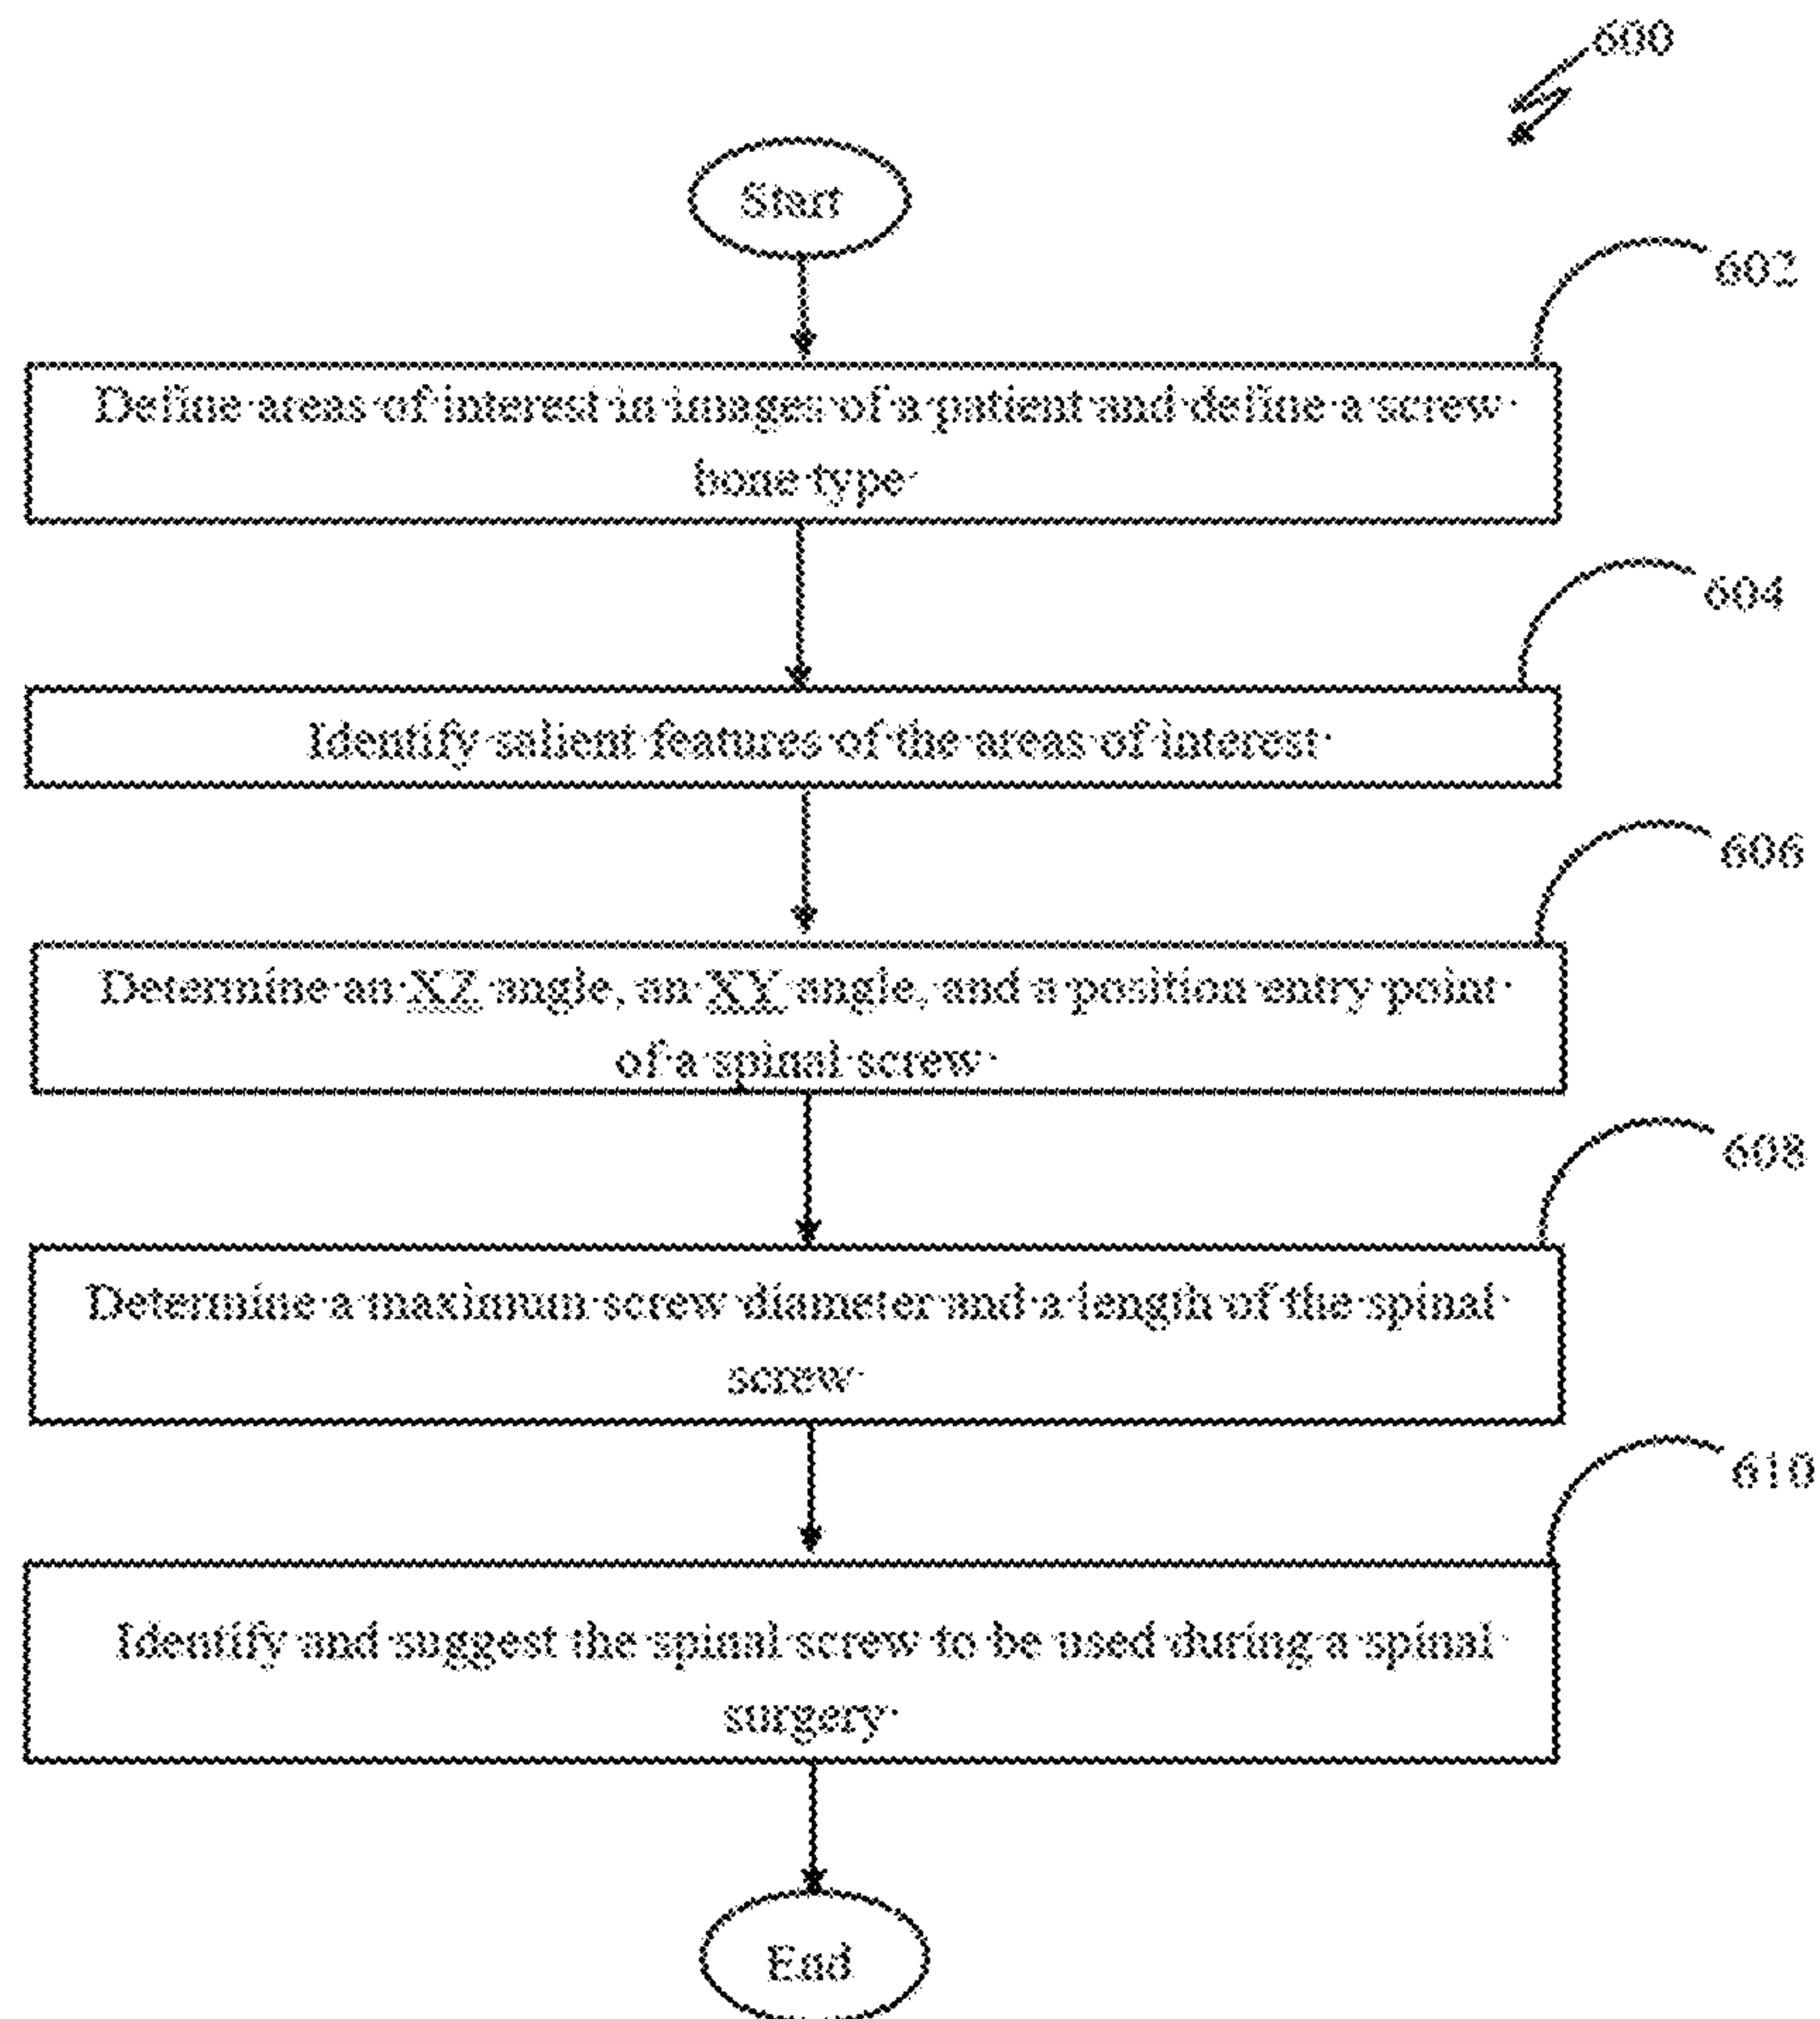 600
Start
602
Define areas of interest in images of a patient and define a screw
bone type
604
Identify salient features of the areas of interest
606
Determine an XZ angle, an XY angle, and a position entry point
of a spinal screw
608
Determine a maximum screw diameter and a length of the spinal
screw
610
Identify and suggest the spinal screw to be used during a spinal
surgery
End